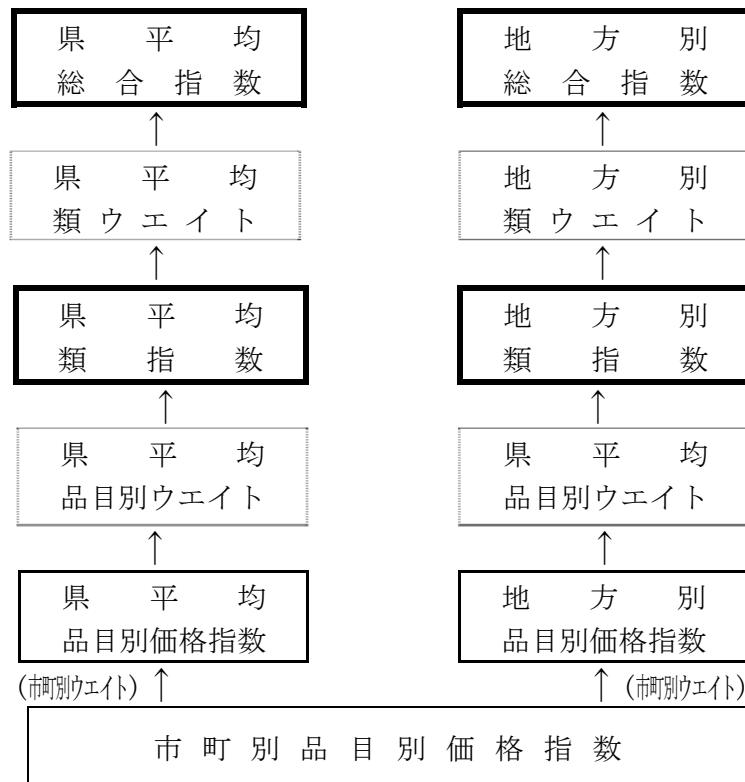 県平均
総合指数
↑
県平均
類ウエイト
↑
県平均
類指数
↑
県平均
品目別ウエイト
↑
県平均
品目別価格指数
(市町別ウエイト) ↑
地方別
総合指数
↑
地方別
類ウエイト
↑
地方別
類指数
↑
県平均
品目別ウエイト
↑
地方別
品目別価格指数
↑ (市町別ウエイト)
市町別品目別価格指数